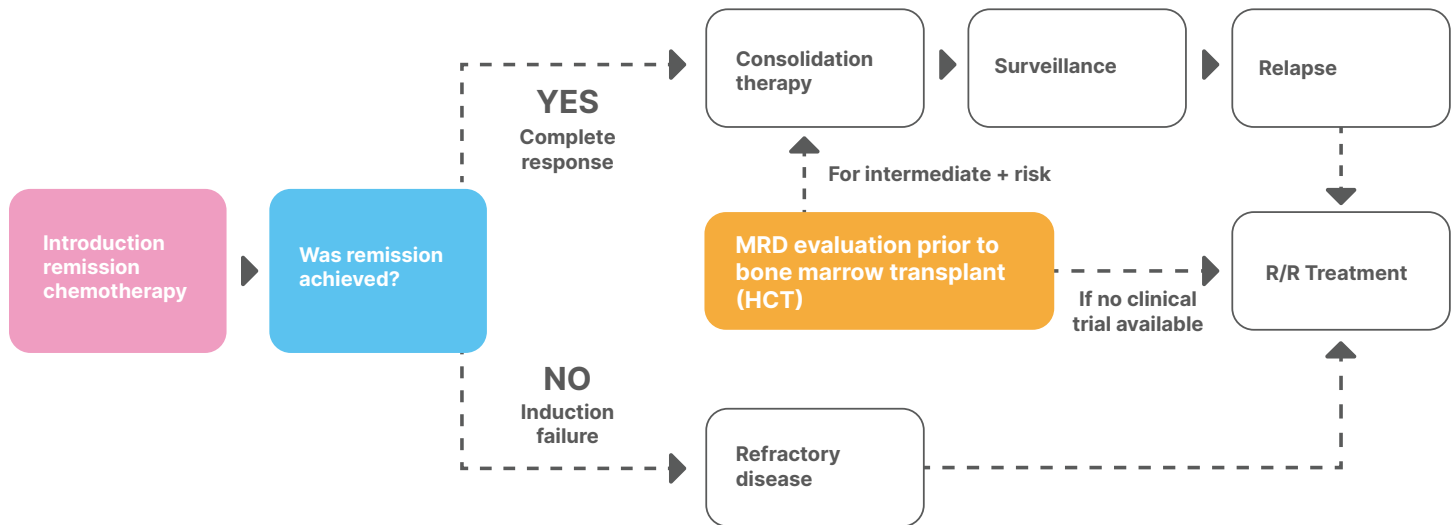 Introduction
remission
chemotherapy
Was remission
achieved?
YES
Complete
response
Consolidation
therapy
Surveillance
Relapse
For intermediate + risk
MRD evaluation prior to
bone marrow transplant
(HCT)
If no clinical
trial available
R/R Treatment
NO
Induction
failure
Refractory
disease